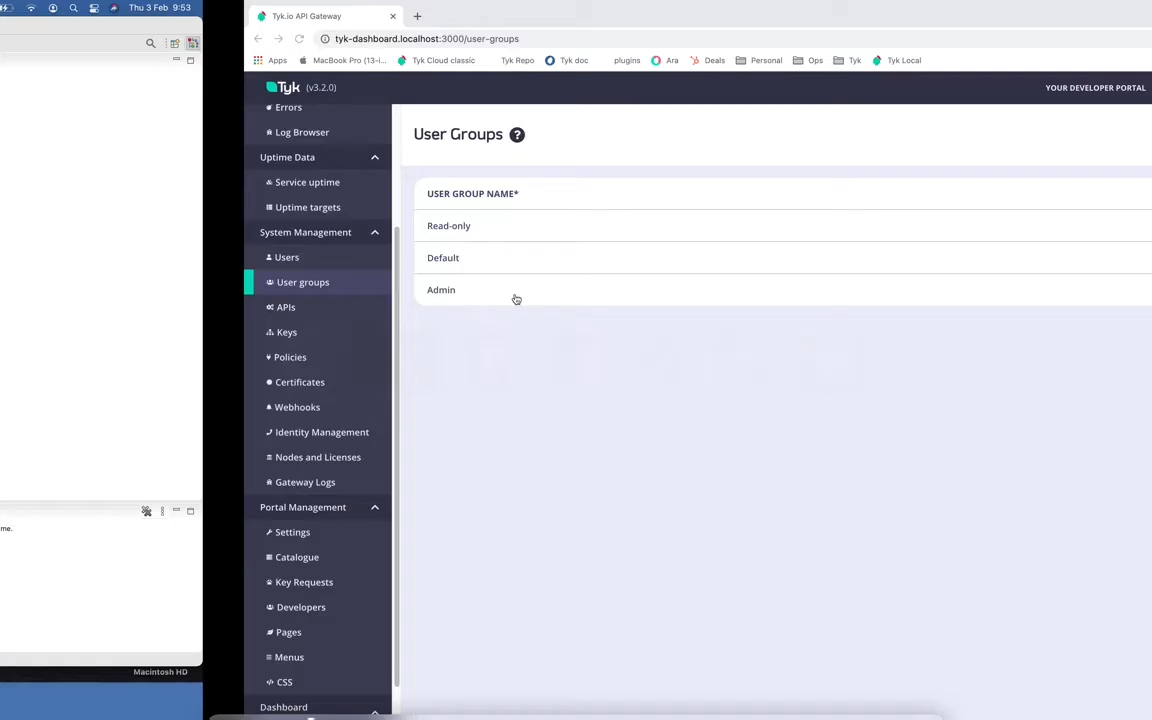 Thu 3 Feb 9:53
me.
Macintosh HD
Tyk.io API Gateway
tyk-dashboard.localhost:3000/user-groups
Apps
MacBook Pro (13-i...
Tyk Cloud classic
Tyk Repo
Tyk doc
plugins
Ara
Deals
Personal
Ops
Tyk
Tyk Local
Tyk (v3.2.0)
YOUR DEVELOPER PORTAL
Errors
Log Browser
Uptime Data
Service uptime
Uptime targets
System Management
Users
User groups
APIs
Keys
Policies
Certificates
Webhooks
Identity Management
Nodes and Licenses
Gateway Logs
Portal Management
Settings
Catalogue
Key Requests
Developers
Pages
Menus
CSS
Dashboard
User Groups ?
USER GROUP NAME*
Read-only
Default
Admin